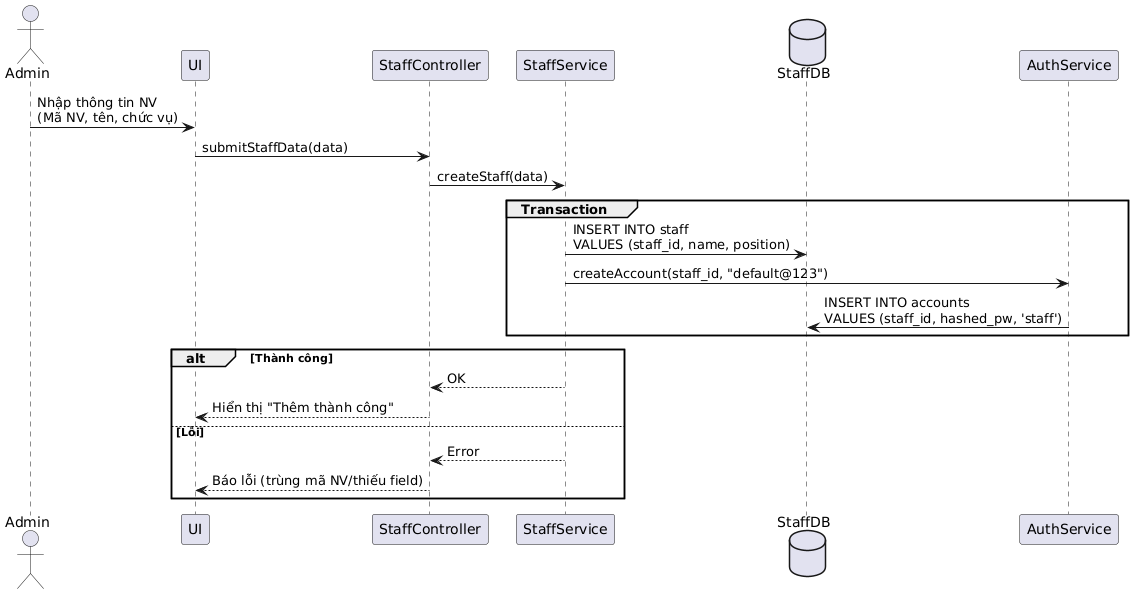 Admin
UI
StaffController
StaffService
StaffDB
AuthService
Nhập thông tin NV
(Mã NV, tên, chức vụ)
submitStaffData(data)
createStaff(data)
Transaction
INSERT INTO staff
VALUES (staff_id, name, position)
createAccount(staff_id, "default@123")
INSERT INTO accounts
VALUES (staff_id, hashed_pw, 'staff')
alt [Thành công]
OK
Hiển thị "Thêm thành công"
[Lỗi]
Error
Báo lỗi (trùng mã NV/thiếu field)
Admin
UI
StaffController
StaffService
StaffDB
AuthService